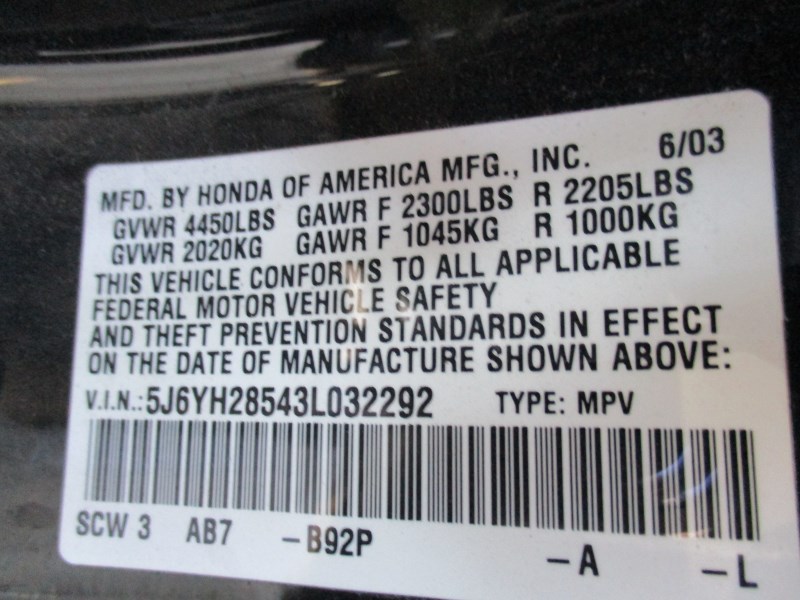 MFD. BY HONDA OF AMERICA MFG., INC. 6/03
GVWR 4450LBS GAWR F 2300LBS R 2205LBS
GVWR 2020KG GAWR F 1045KG R 1000KG
THIS VEHICLE CONFORMS TO ALL APPLICABLE
FEDERAL MOTOR VEHICLE SAFETY
AND THEFT PREVENTION STANDARDS IN EFFECT
ON THE DATE OF MANUFACTURE SHOWN ABOVE:
V.I.N.:5J6YH28543L032292 TYPE: MPV
SCW 3 AB7 -B92P -A -L